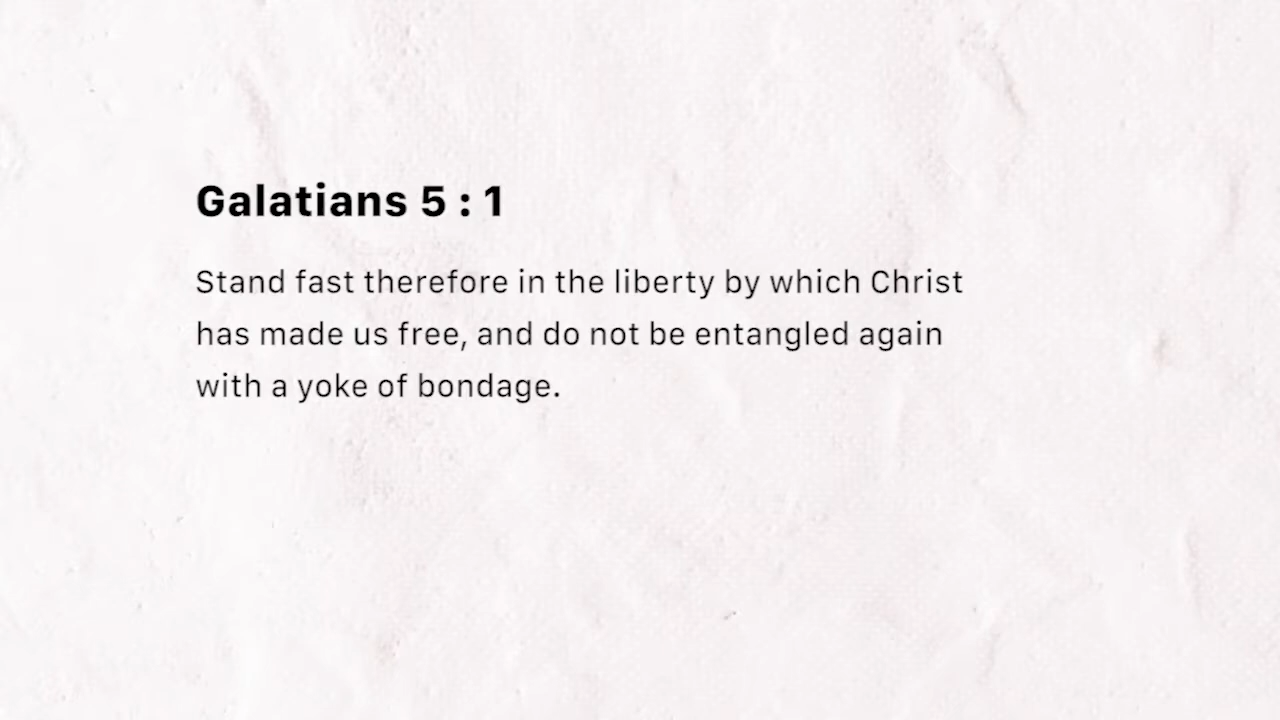 Galatians 5 : 1
Stand fast therefore in the liberty by which Christ
has made us free, and do not be entangled again
with a yoke of bondage.